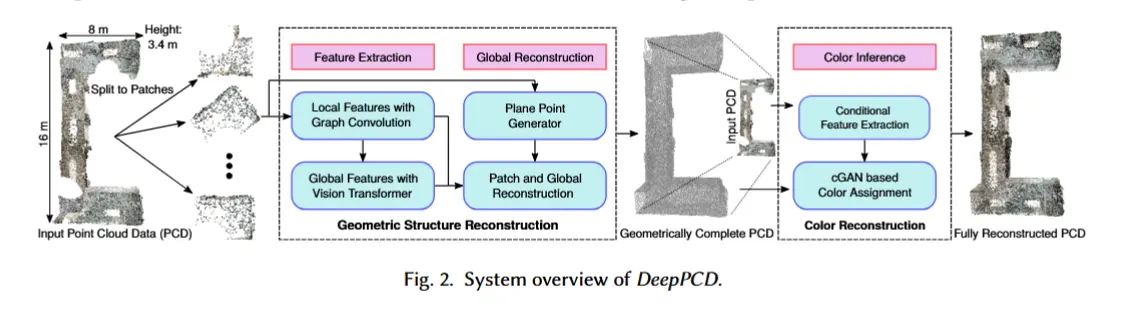 8 m
Height:
3.4 m
16 m
Split to Patches
Input Point Cloud Data (PCD)
Feature Extraction
Global Reconstruction
Local Features with
Graph Convolution
Plane Point
Generator
Global Features with
Vision Transformer
Patch and Global
Reconstruction
Geometric Structure Reconstruction
Input PCD
Geometrically Complete PCD
Color Inference
Conditional
Feature Extraction
cGAN based
Color Assignment
Color Reconstruction
Fully Reconstructed PCD
Fig. 2. System overview of DeepPCD.